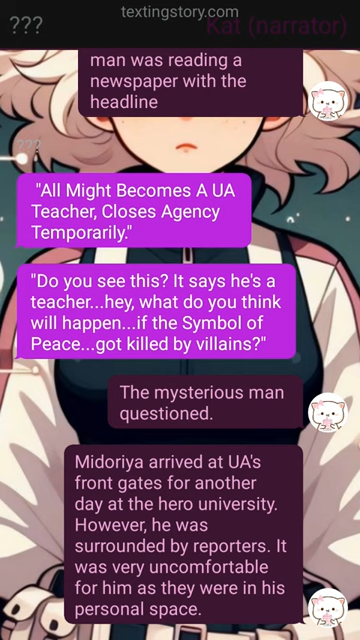 textingstory.com
???
Kat (narrator)
man was reading a
newspaper with the
headline
???
"All Might Becomes A UA
Teacher, Closes Agency
Temporarily."
"Do you see this? It says he's a
teacher...hey, what do you think
will happen...if the Symbol of
Peace...got killed by villains?"
The mysterious man
questioned.
Midoriya arrived at UA's
front gates for another
day at the hero university.
However, he was
surrounded by reporters. It
was very uncomfortable
for him as they were in his
personal space.